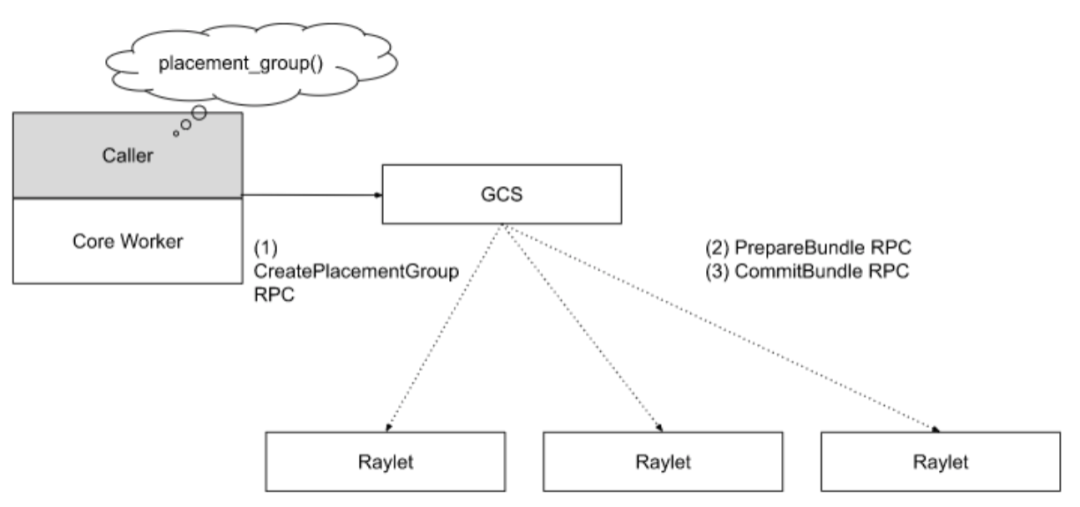 placement_group()
Caller
GCS
Core Worker
(1)
CreatePlacementGroup
RPC
(2) PrepareBundle RPC
(3) CommitBundle RPC
Raylet
Raylet
Raylet